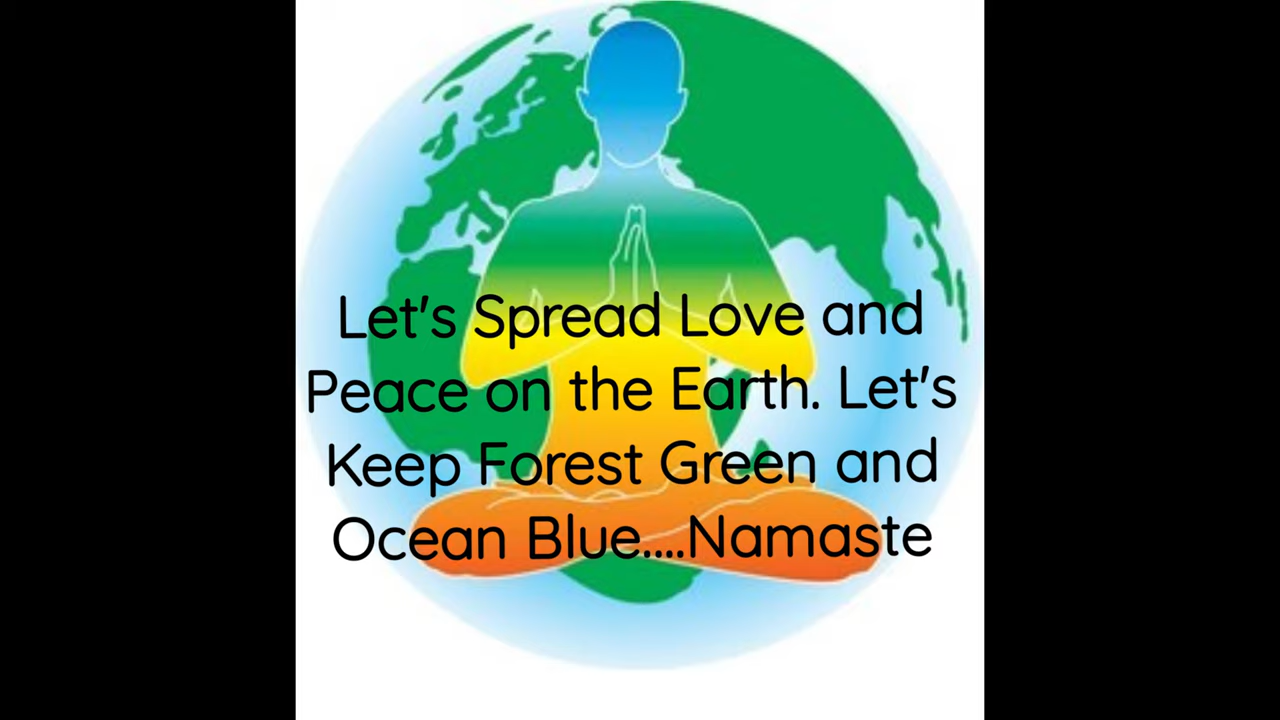 Let's Spread Love and
Peace on the Earth. Let's
Keep Forest Green and
Ocean Blue....Namaste